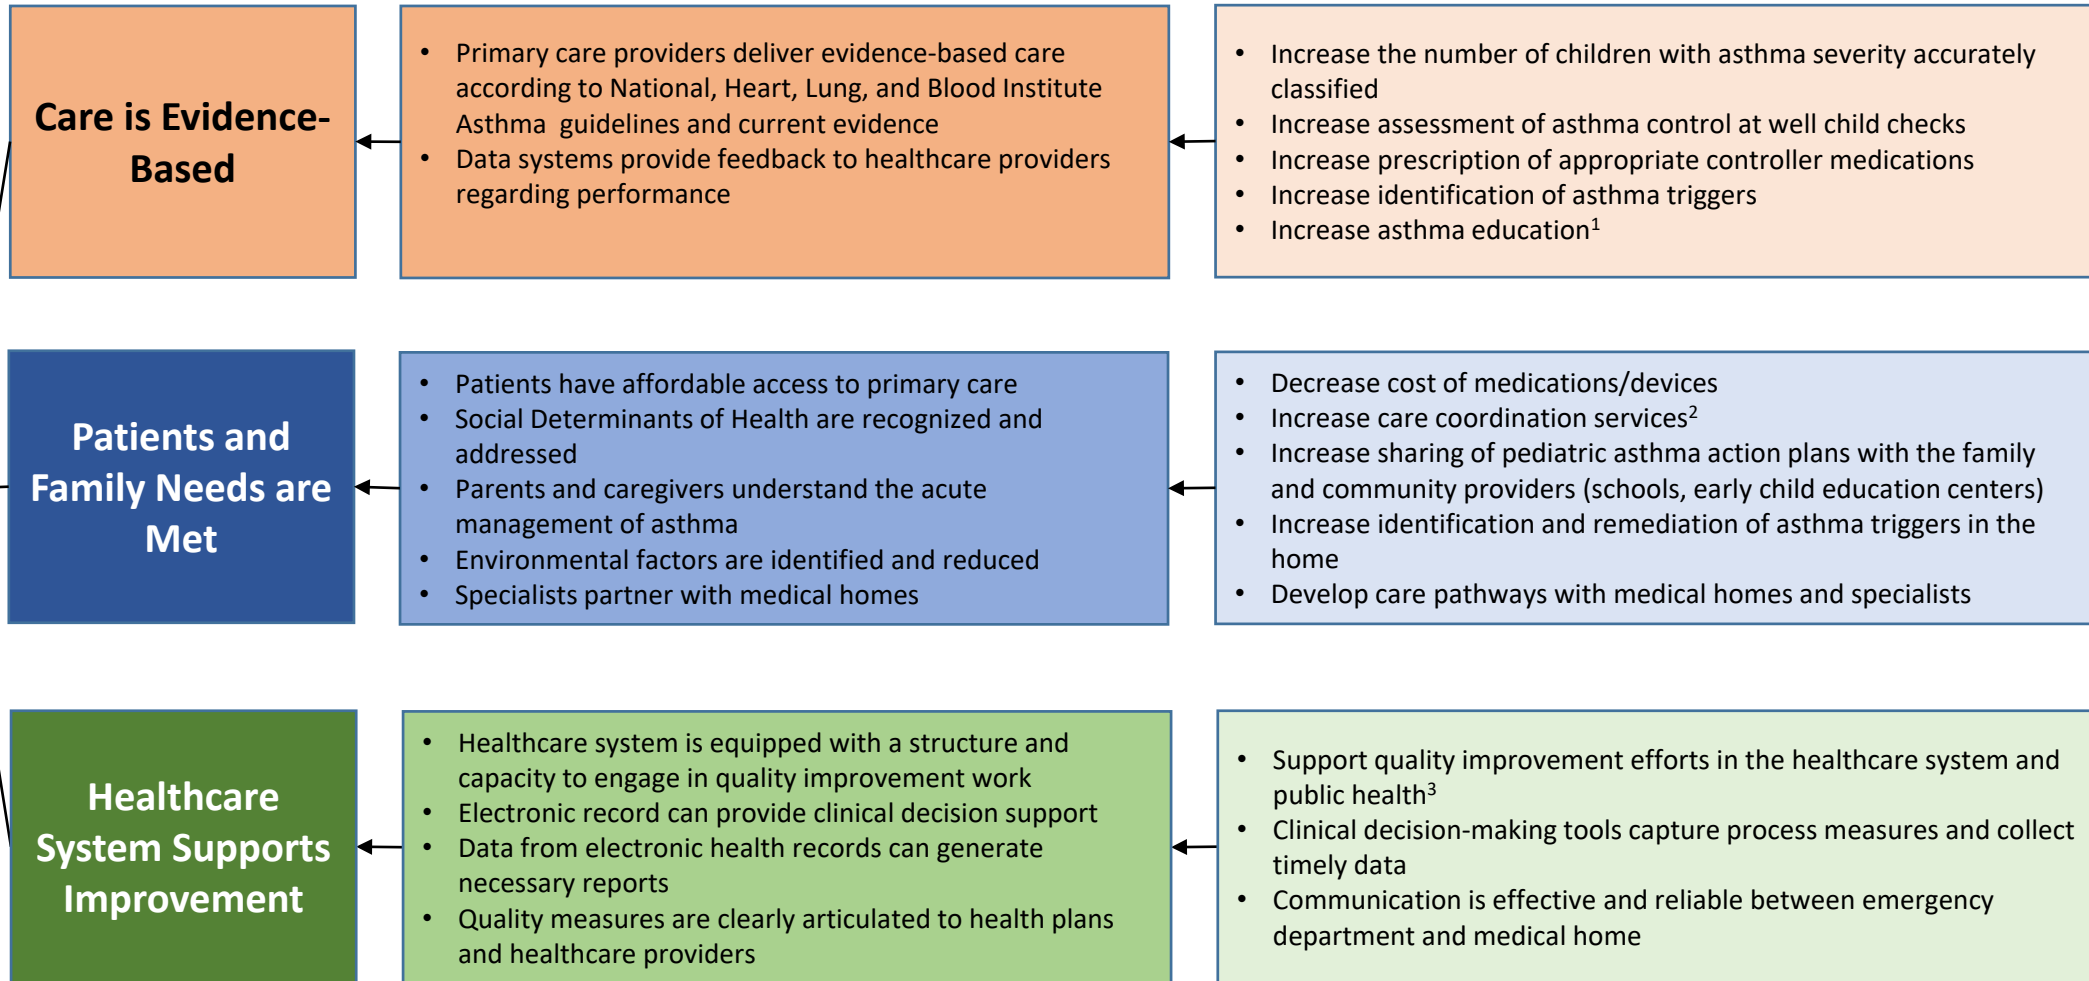 Care is Evidence-
Based
• Primary care providers deliver evidence-based care
according to National, Heart, Lung, and Blood Institute
Asthma guidelines and current evidence
• Data systems provide feedback to healthcare providers
regarding performance
• Increase the number of children with asthma severity accurately
classified
• Increase assessment of asthma control at well child checks
• Increase prescription of appropriate controller medications
• Increase identification of asthma triggers
• Increase asthma education¹
Patients and
Family Needs are
Met
• Patients have affordable access to primary care
• Social Determinants of Health are recognized and
addressed
• Parents and caregivers understand the acute
management of asthma
• Environmental factors are identified and reduced
• Specialists partner with medical homes
• Decrease cost of medications/devices
• Increase care coordination services²
• Increase sharing of pediatric asthma action plans with the family
and community providers (schools, early child education centers)
• Increase identification and remediation of asthma triggers in the
home
• Develop care pathways with medical homes and specialists
Healthcare
System Supports
Improvement
• Healthcare system is equipped with a structure and
capacity to engage in quality improvement work
• Electronic record can provide clinical decision support
• Data from electronic health records can generate
necessary reports
• Quality measures are clearly articulated to health plans
and healthcare providers
• Support quality improvement efforts in the healthcare system and
public health³
• Clinical decision-making tools capture process measures and collect
timely data
• Communication is effective and reliable between emergency
department and medical home